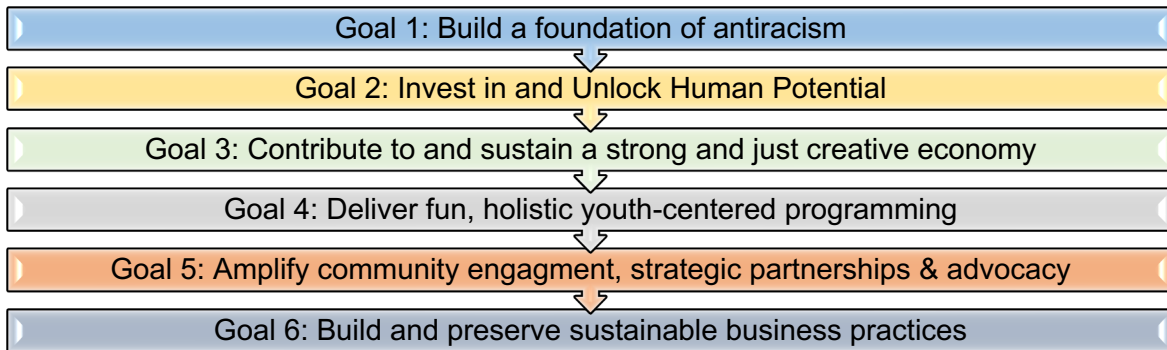 Goal 1: Build a foundation of antiracism
Goal 2: Invest in and Unlock Human Potential
Goal 3: Contribute to and sustain a strong and just creative economy
Goal 4: Deliver fun, holistic youth-centered programming
Goal 5: Amplify community engagment, strategic partnerships & advocacy
Goal 6: Build and preserve sustainable business practices